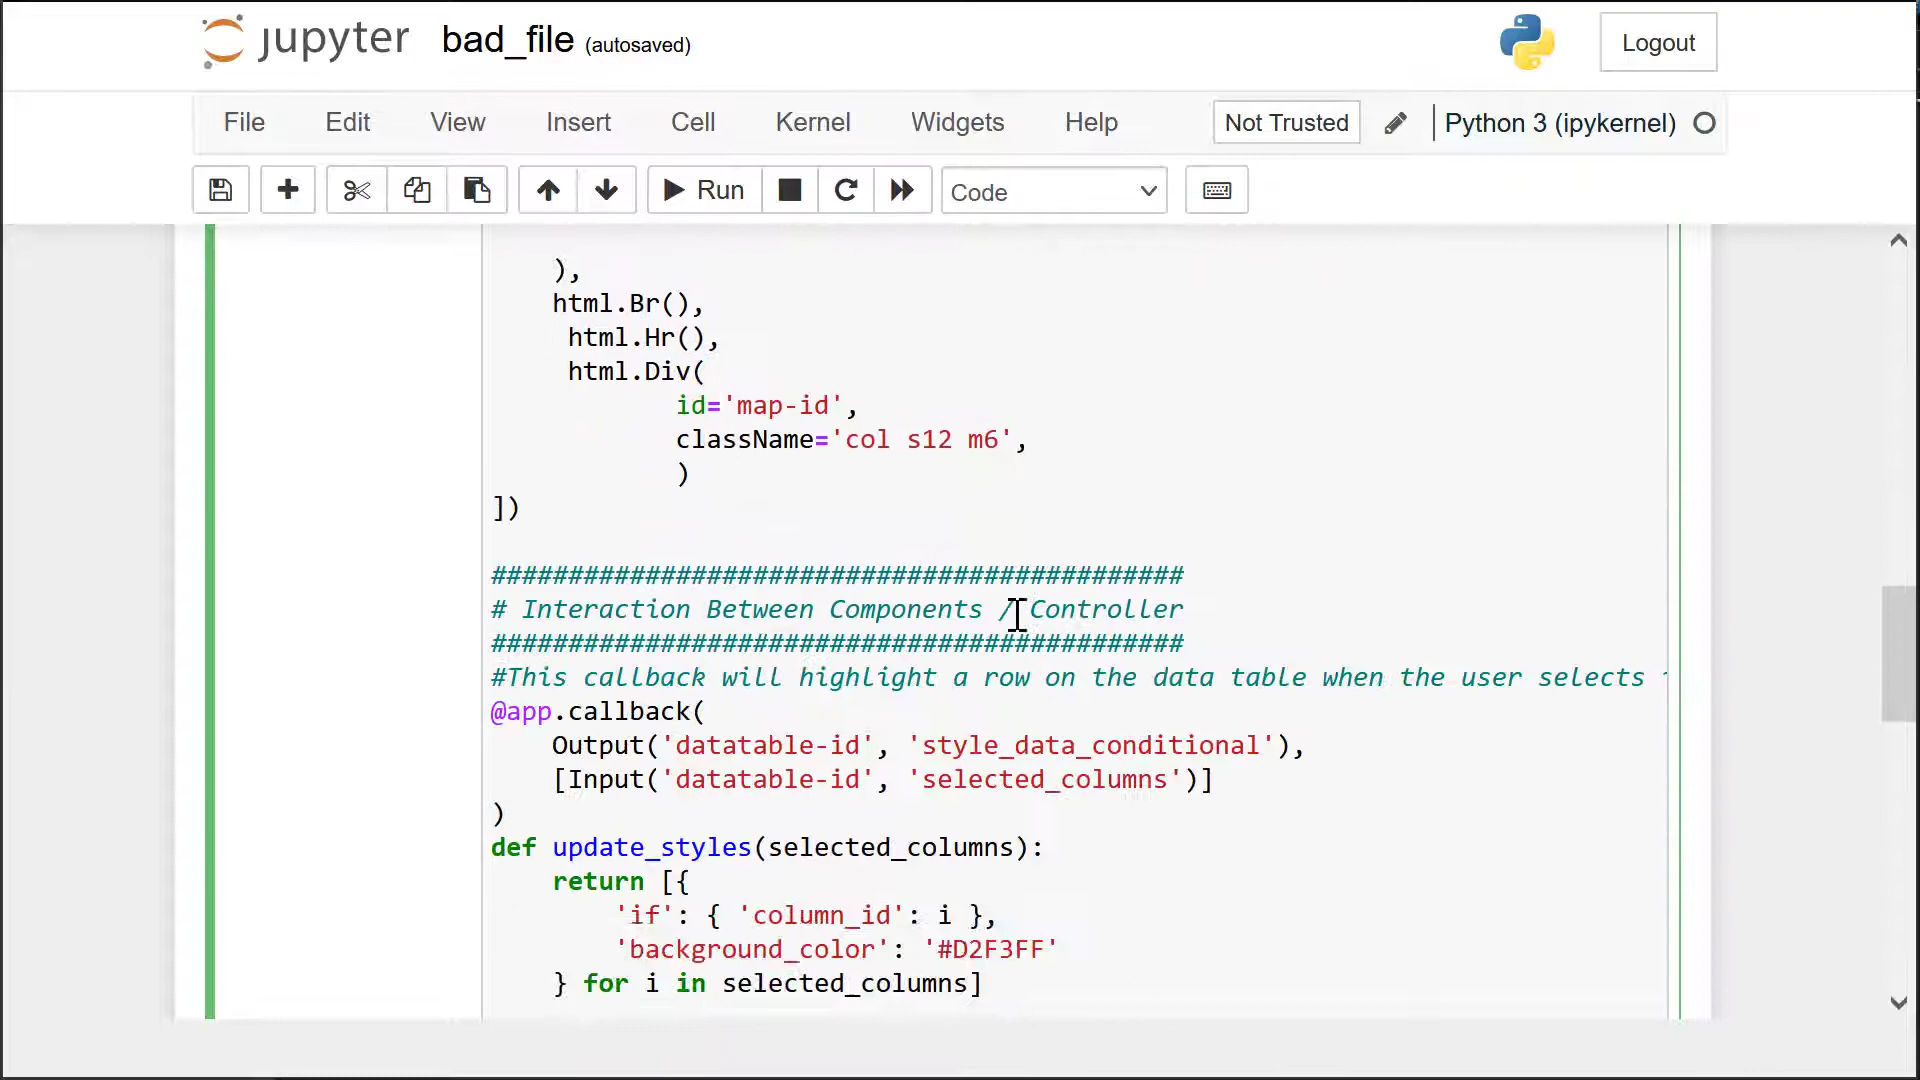 jupyter bad_file (autosaved)
Logout
File Edit View Insert Cell Kernel Widgets Help Not Trusted Python 3 (ipykernel)
Run Code
),
html.Br(),
html.Hr(),
html.Div(
id='map-id',
className='col s12 m6',
)
])
#############################################
# Interaction Between Components / Controller
#############################################
#This callback will highlight a row on the data table when the user selects
@app.callback(
Output('datatable-id', 'style_data_conditional'),
[Input('datatable-id', 'selected_columns')]
)
def update_styles(selected_columns):
return [{
'if': { 'column_id': i },
'background_color': '#D2F3FF'
} for i in selected_columns]